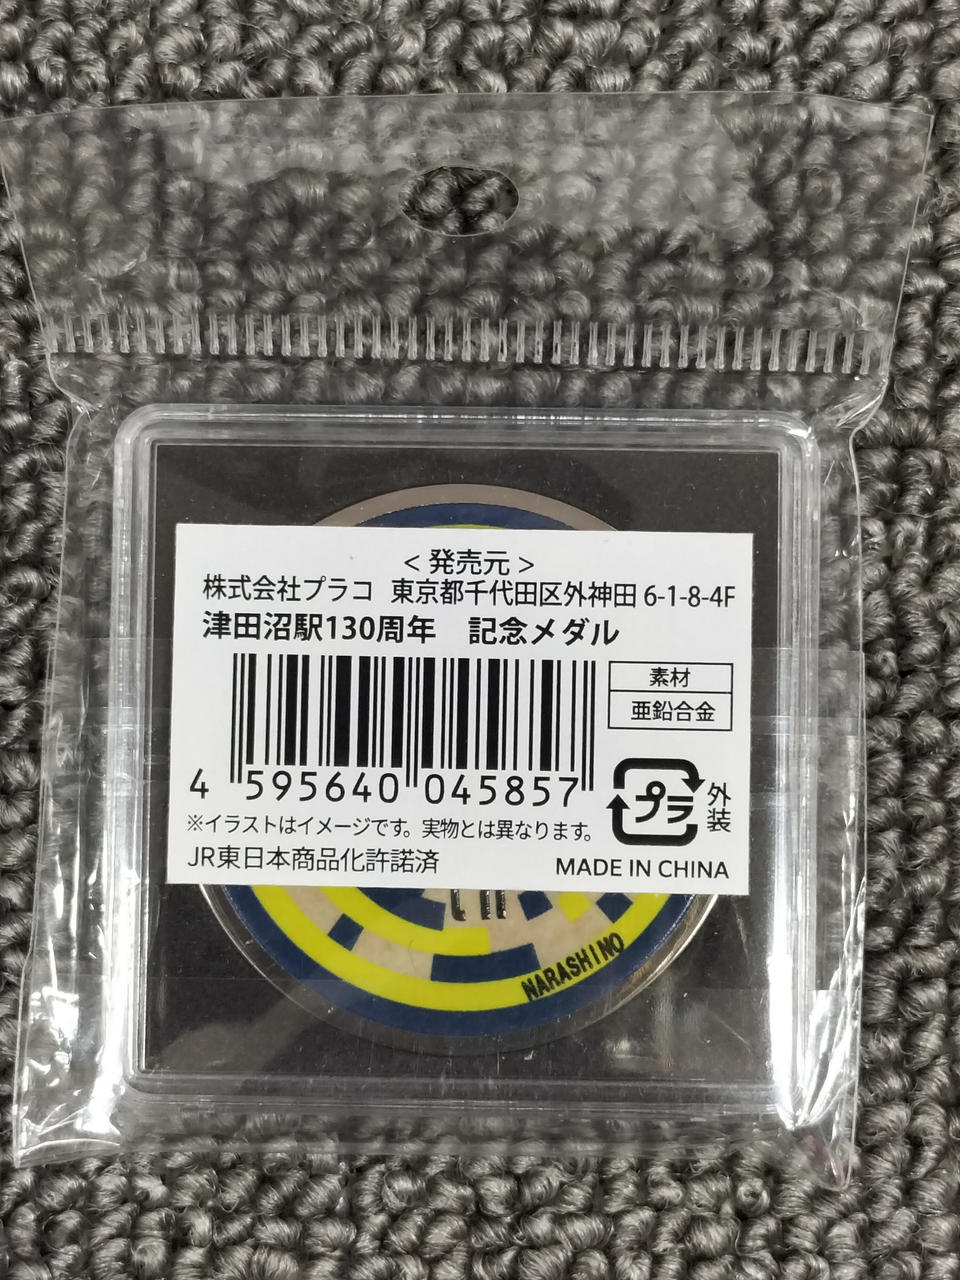 <発売元>
株式会社プラコ 東京都千代田区外神田 6-1-8-4F
津田沼駅130周年 記念メダル
素材
亜鉛合金
4 595640 045857
プラ
外装
※イラストはイメージです。実物とは異なります。
JR東日本商品化許諾済
MADE IN CHINA
NARASHINO